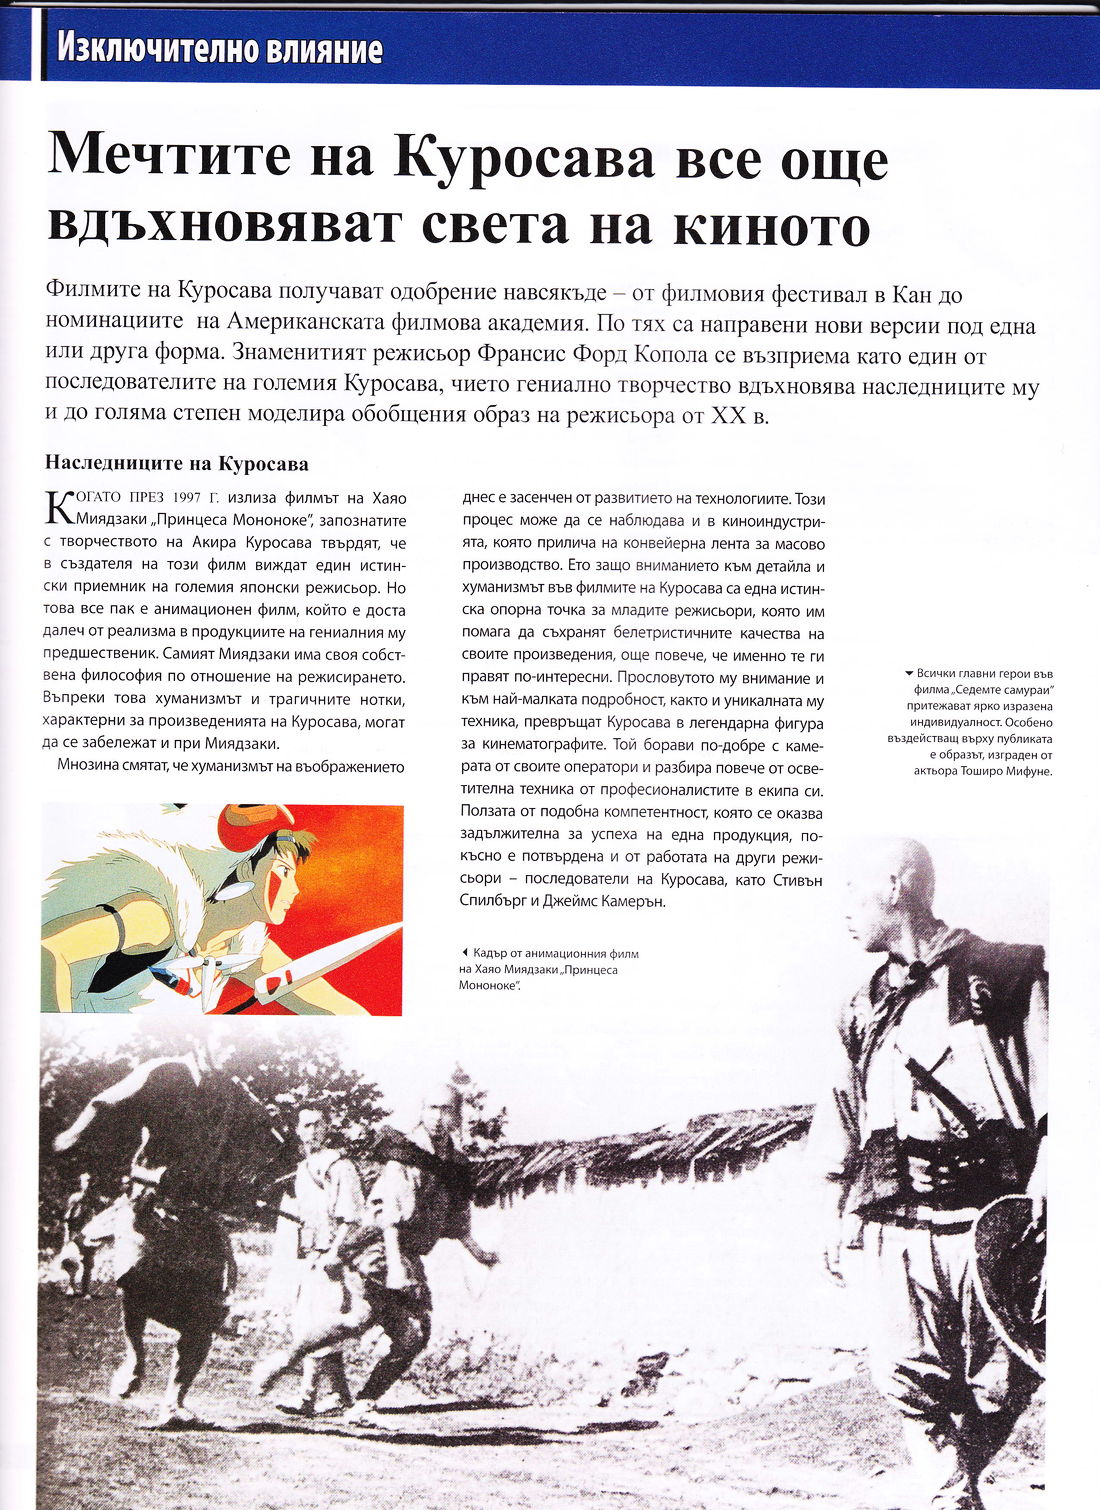 Изключително влияние
Мечтите на Куросава все още
вдъхновяват света на киното
Филмите на Куросава получават одобрение навсякъде – от филмовия фестивал в Кан до
номинациите на Американската филмова академия. По тях са направени нови версии под една
или друга форма. Знаменитият режисьор Франсис Форд Копола се възприема като един от
последователите на големия Куросава, чието гениално творчество вдъхновява наследниците му
и до голяма степен моделира обобщения образ на режисьора от XX в.
Наследниците на Куросава
КОГАТО ПРЕЗ 1997 Г. излиза филмът на Хаяо
Миядзаки „Принцеса Мононоке”, запознатите
с творчеството на Акира Куросава твърдят, че
в създателя на този филм виждат един истин-
ски приемник на големия японски режисьор. Но
това все пак е анимационен филм, който е доста
далеч от реализма в продукциите на гениалния му
предшественик. Самият Миядзаки има своя собст-
вена философия по отношение на режисирането.
Въпреки това хуманизмът и трагичните нотки,
характерни за произведенията на Куросава, могат
да се забележат и при Миядзаки.
Мнозина смятат, че хуманизмът на въображението
днес е засенчен от развитието на технологиите. Този
процес може да се наблюдава и в киноиндустри-
ята, която прилича на конвейерна лента за масово
производство. Ето защо вниманието към детайла и
хуманизмът във филмите на Куросава са една истин-
ска опорна точка за младите режисьори, която им
помага да съхранят белетристичните качества на
своите произведения, още повече, че именно те ги
правят по-интересни. Прословутото му внимание и
към най-малката подробност, както и уникалната му
техника, превръщат Куросава в легендарна фигура
за кинематографите. Той борави по-добре с каме-
рата от своите оператори и разбира повече от осве-
тителна техника от професионалистите в екипа си.
Ползата от подобна компетентност, която се оказва
задължителна за успеха на една продукция, по-
късно е потвърдена и от работата на други режи-
сьори – последователи на Куросава, като Стивън
Спилбърг и Джеймс Камерън.
◀ Кадър от анимационния филм
на Хаяо Миядзаки „Принцеса
Мононоке”.
▼ Всички главни герои във
филма „Седемте самураи”
притежават ярко изразена
индивидуалност. Особено
въздействащ върху публиката
е образът, изграден от
актьора Тоширо Мифуне.